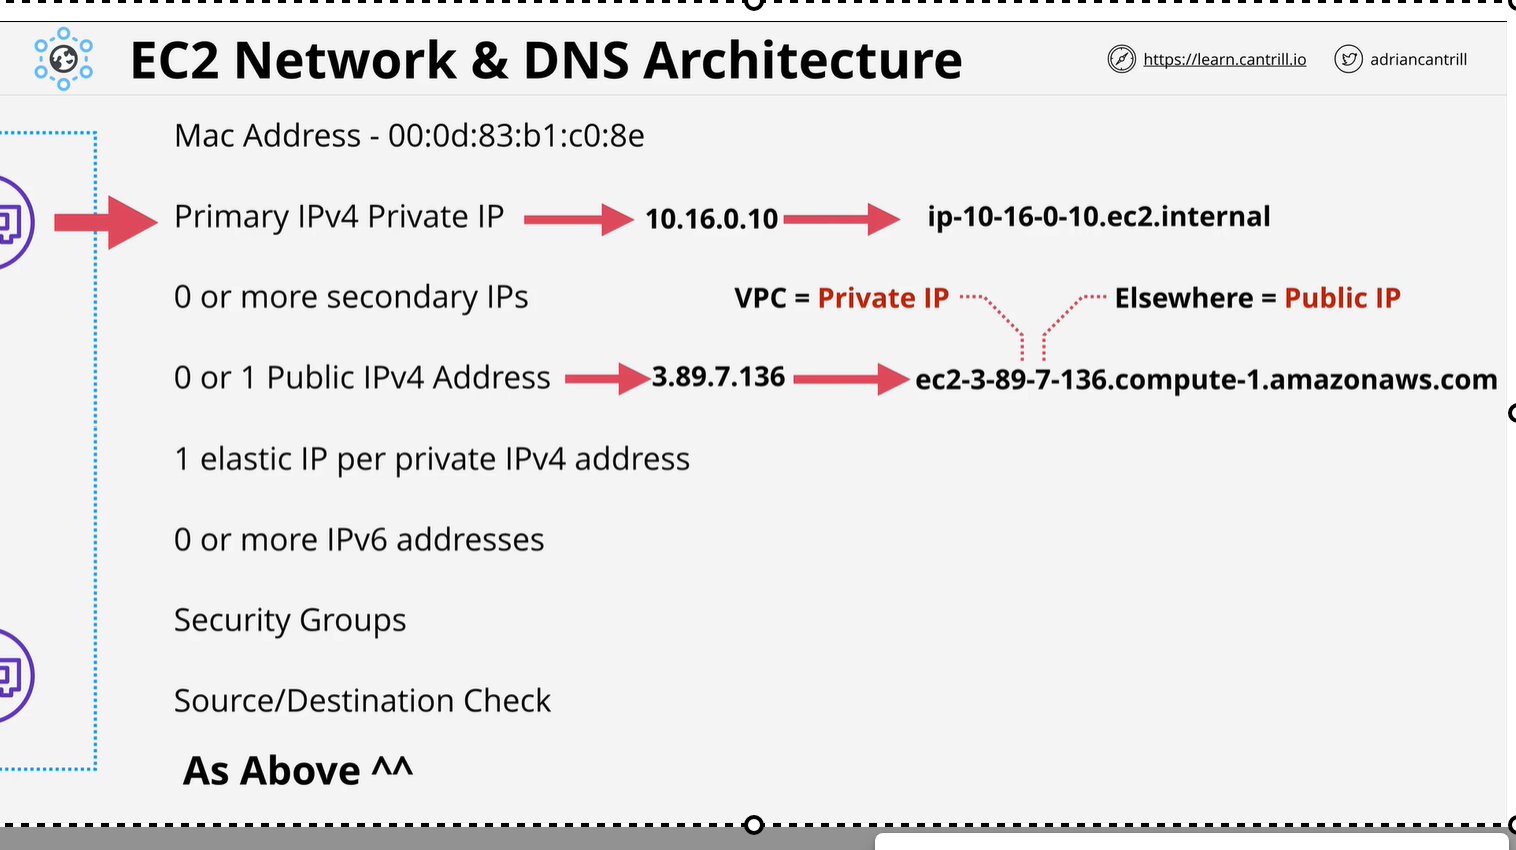 EC2 Network & DNS Architecture
https://learn.cantrill.io
adriancantrill
Mac Address - 00:0d:83:b1:c0:8e
Primary IPv4 Private IP 10.16.0.10 ip-10-16-0-10.ec2.internal
0 or more secondary IPs
VPC = Private IP
Elsewhere = Public IP
0 or 1 Public IPv4 Address 3.89.7.136 ec2-3-89-7-136.compute-1.amazonaws.com
1 elastic IP per private IPv4 address
0 or more IPv6 addresses
Security Groups
Source/Destination Check
As Above ^^